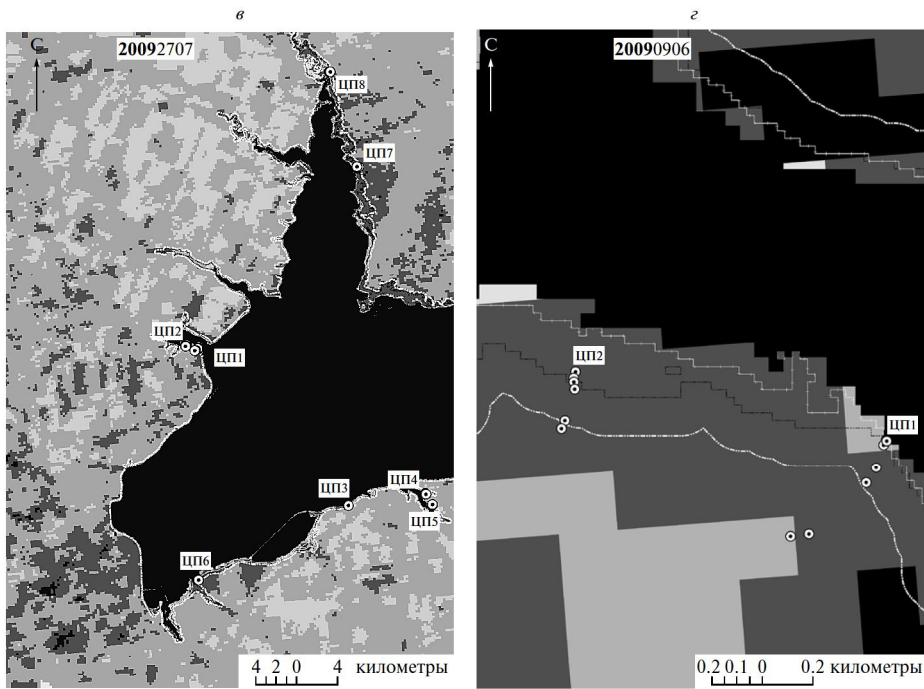 в
г
С
20092707
ЦП8
ЦП7
ЦП2
ЦП1
ЦП3
ЦП4
ЦП5
ЦП6
4 2 0 4 километры
С
20090906
ЦП2
ЦП1
0.2 0.1 0 0.2 километры